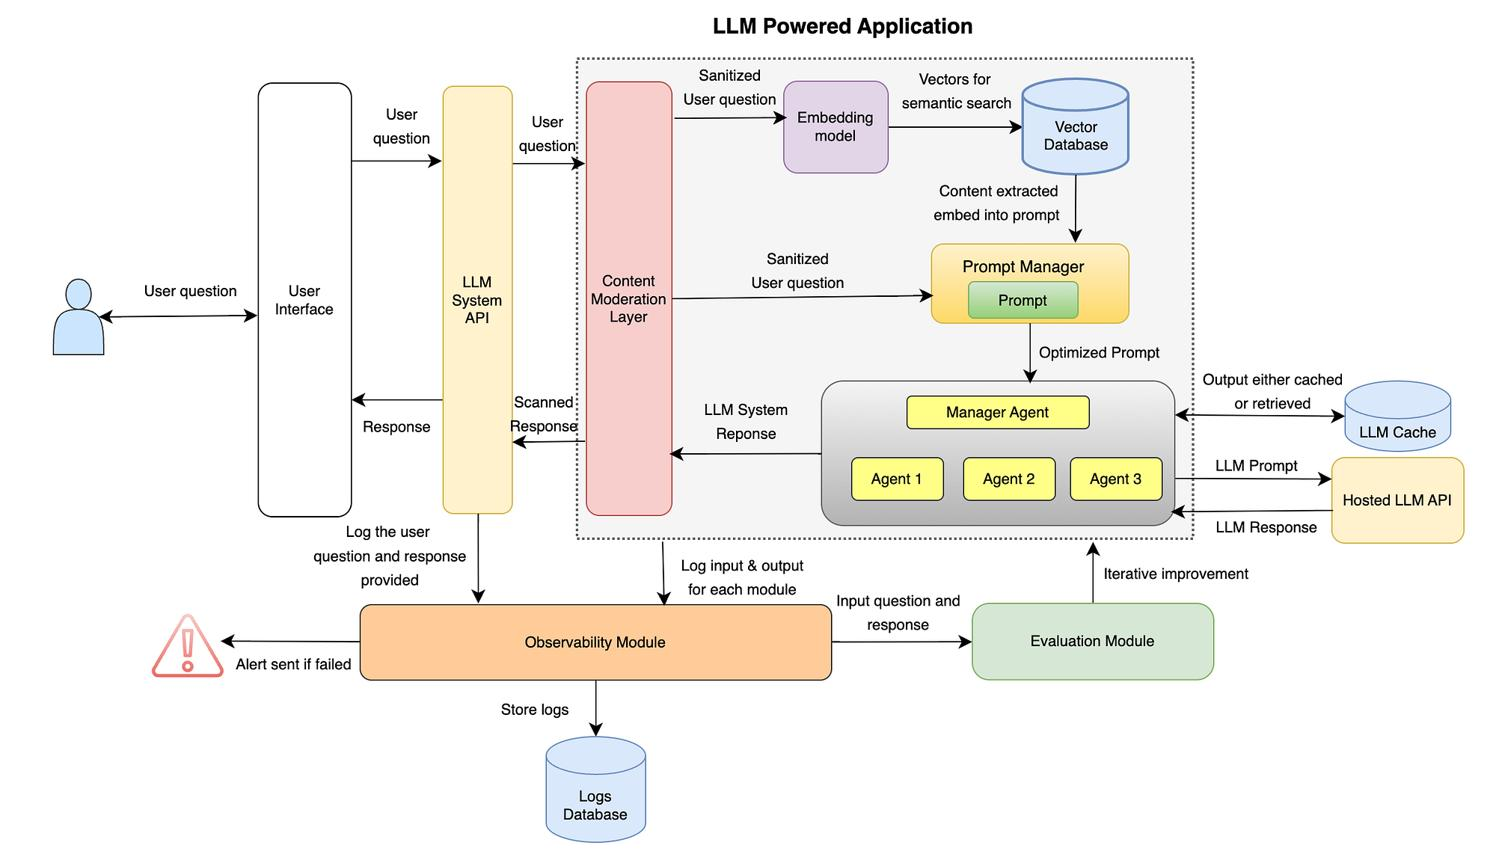 LLM Powered Application
User question
User
Interface
User
question
Response
LLM
System
API
User
question
Scanned
Response
Content
Moderation
Layer
Sanitized
User question
Embedding
model
Vectors for
semantic search
Vector
Database
Content extracted
embed into prompt
Sanitized
User question
Prompt Manager
Prompt
Optimized Prompt
LLM System
Reponse
Manager Agent
Agent 1
Agent 2
Agent 3
Output either cached
or retrieved
LLM Cache
LLM Prompt
Hosted LLM API
LLM Response
Log the user
question and response
provided
Log input & output
for each module
Input question and
response
Iterative improvement
Alert sent if failed
Observability Module
Evaluation Module
Store logs
Logs
Database